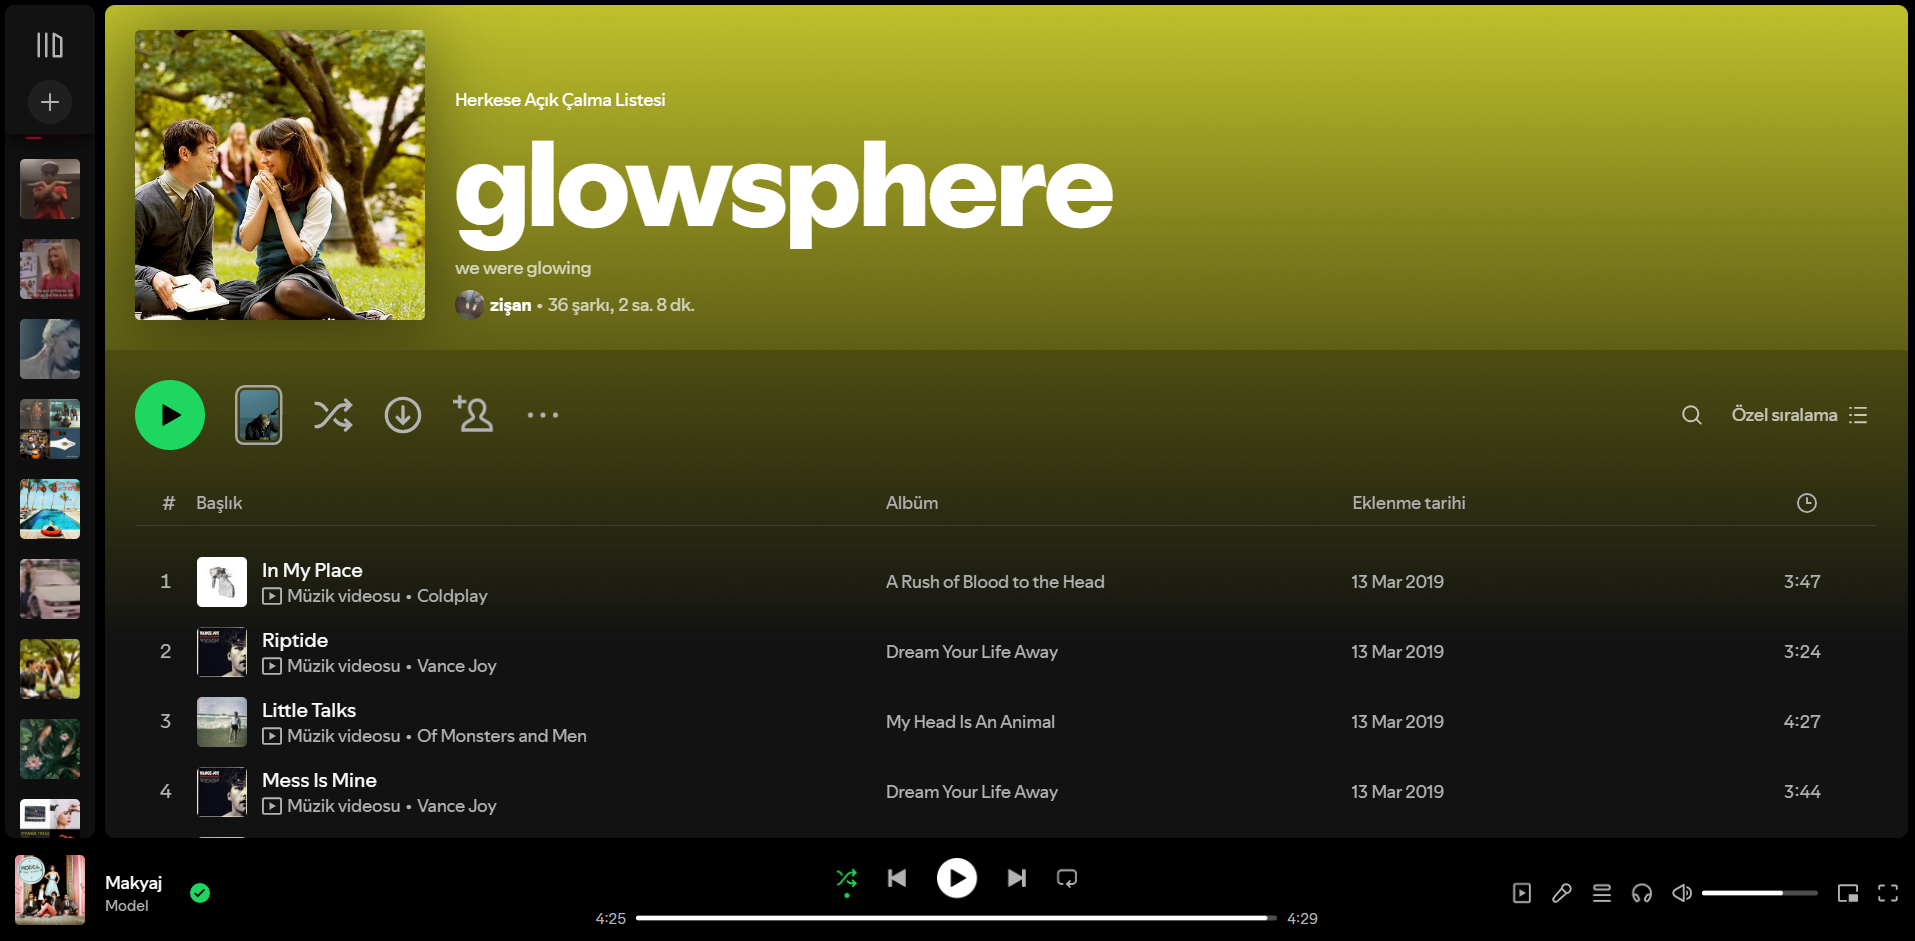 Herkese Açık Çalma Listesi
glowsphere
we were glowing
zişan • 36 şarkı, 2 sa. 8 dk.
Özel sıralama
# Başlık Albüm Eklenme tarihi
1 In My Place A Rush of Blood to the Head 13 Mar 2019 3:47
Müzik videosu • Coldplay
2 Riptide Dream Your Life Away 13 Mar 2019 3:24
Müzik videosu • Vance Joy
3 Little Talks My Head Is An Animal 13 Mar 2019 4:27
Müzik videosu • Of Monsters and Men
4 Mess Is Mine Dream Your Life Away 13 Mar 2019 3:44
Müzik videosu • Vance Joy
Makyaj
Model
4:25 4:29